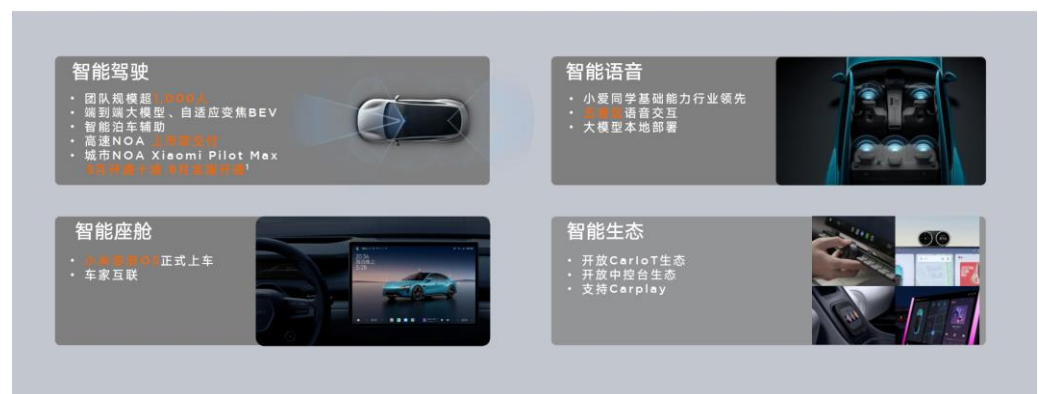 智能驾驶
• 团队规模超1,000人
• 端到端大模型、自适应变焦BEV
• 智能泊车辅助
• 高速NOA 上市即交付
• 城市NOA Xiaomi Pilot Max
5月开通十城 8月全国开通1
智能语音
• 小爱同学基础能力行业领先
• 语音交互
• 大模型本地部署
智能座舱
• 小米澎湃OS正式上车
• 车家互联
智能生态
• 开放CarIoT生态
• 开放中控台生态
• 支持Carplay